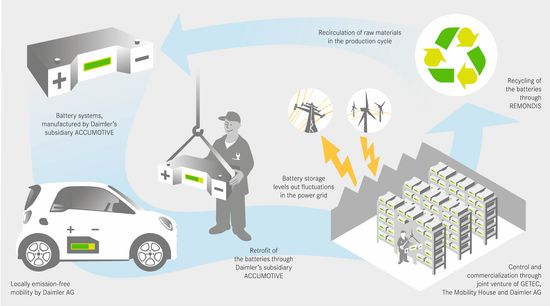 Recirculation of raw materials
in the production cycle
Recycling of
the batteries
through
REMONDIS
Battery systems,
manufactured by Daimler's
subsidiary ACCUMOTIVE
Battery storage
levels out fluctuations
in the power grid
Retrofit of
the batteries through
Daimler's subsidiary
ACCUMOTIVE
Locally emission-free
mobility by Daimler AG
Control and
commercialization through
joint venture of GETEC,
The Mobility House and Daimler AG